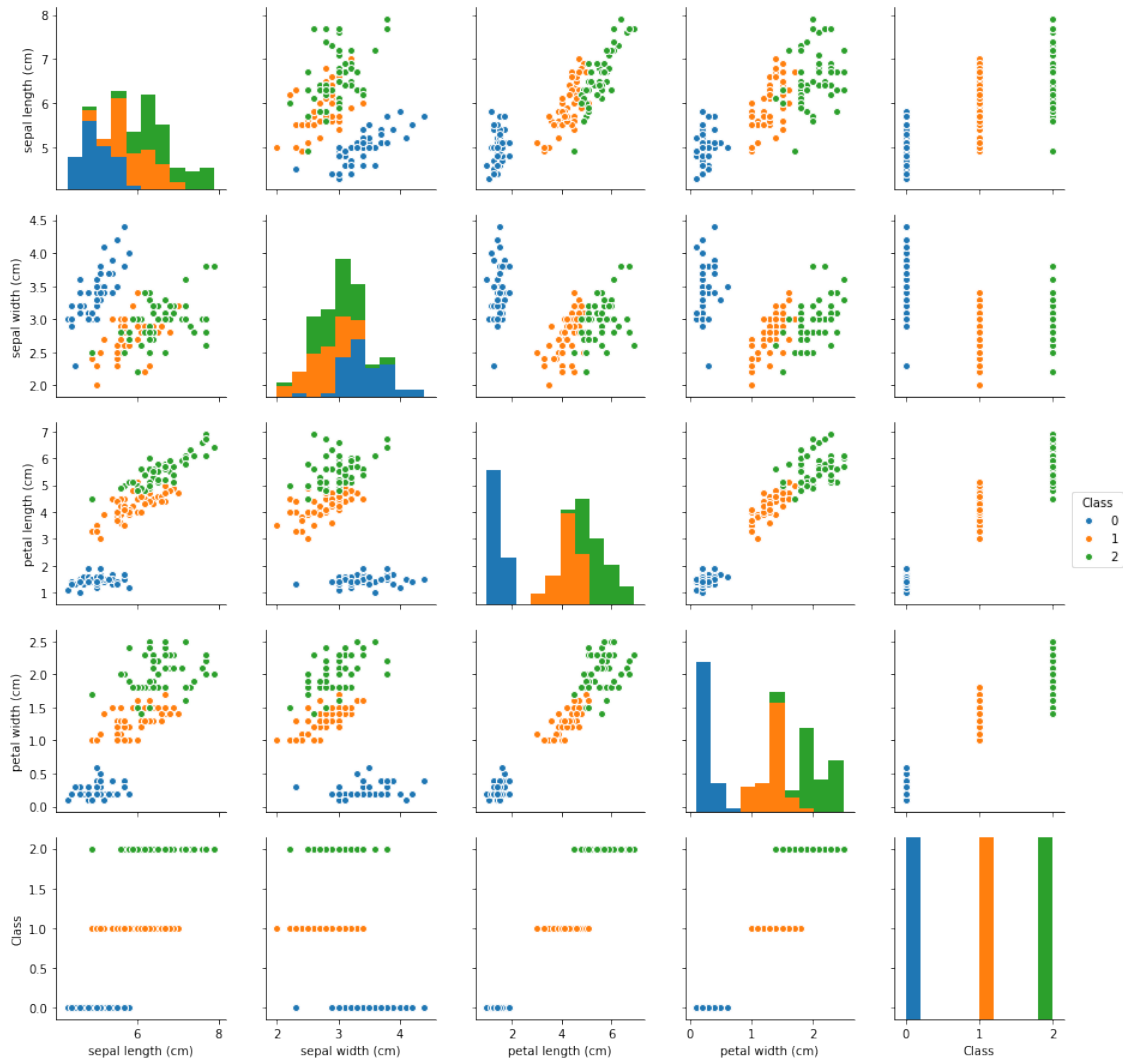 8
7
6
5
sepal length (cm)
4.5
4.0
3.5
3.0
2.5
2.0
sepal width (cm)
7
6
5
4
3
2
1
petal length (cm)
Class
0
1
2
2.5
2.0
1.5
1.0
0.5
0.0
petal width (cm)
2.0
1.5
1.0
0.5
0.0
Class
6 8
2 3 4
2 4 6
0 1 2
0 1 2
sepal length (cm)
sepal width (cm)
petal length (cm)
petal width (cm)
Class